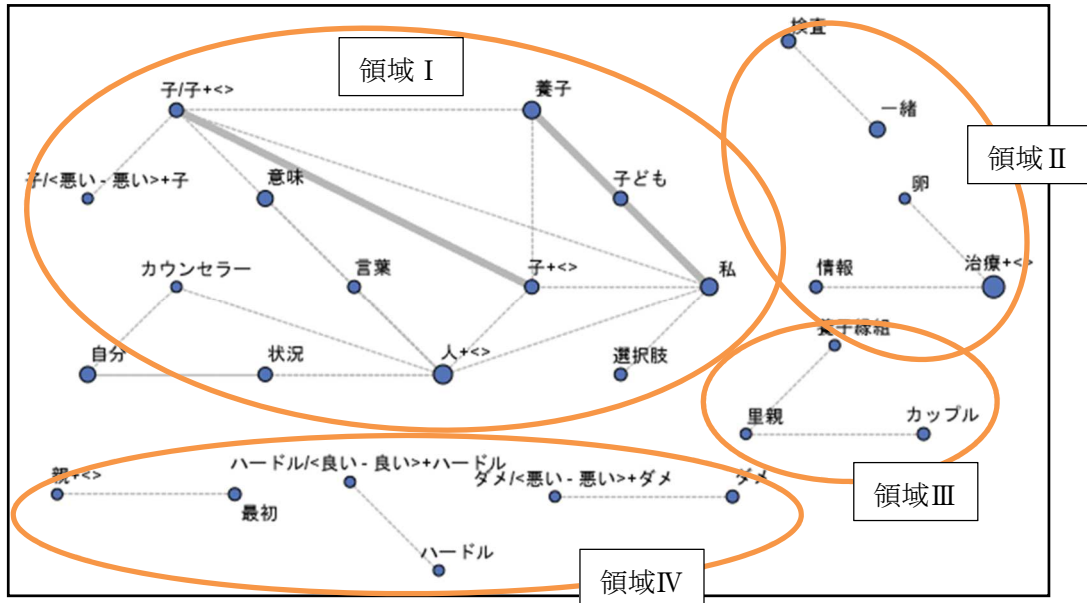 検査
領域Ⅰ
子/子+<>
養子
一緒
領域Ⅱ
子/<悪い - 悪い>+子
意味
子ども
卵
カウンセラー
言葉
子+<>
私
情報
治療+<>
自分
状況
人+<>
選択肢
養子縁組
里親
カップル
親+<>
最初
ハードル/<良い - 良い>+ハードル
ダメ/<悪い - 悪い>+ダメ
ダメ
領域Ⅲ
ハードル
領域Ⅳ